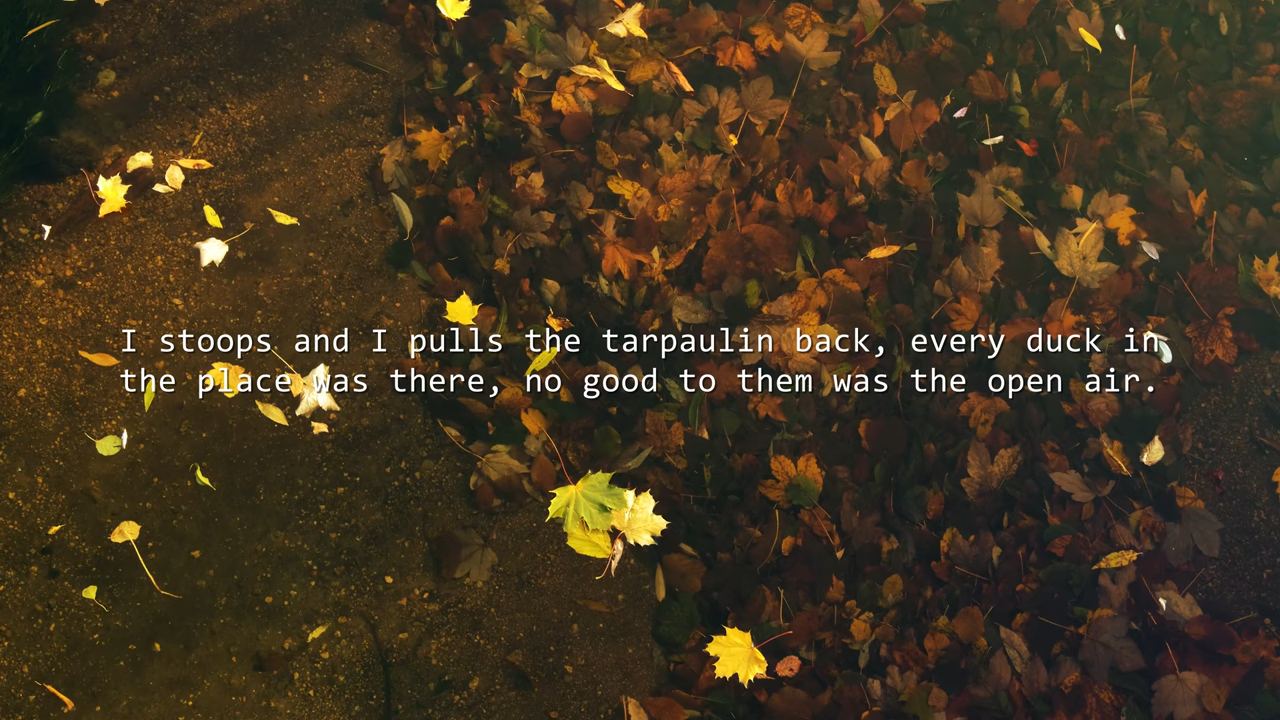 I stoops and I pulls the tarpaulin back, every duck in
the place was there, no good to them was the open air.